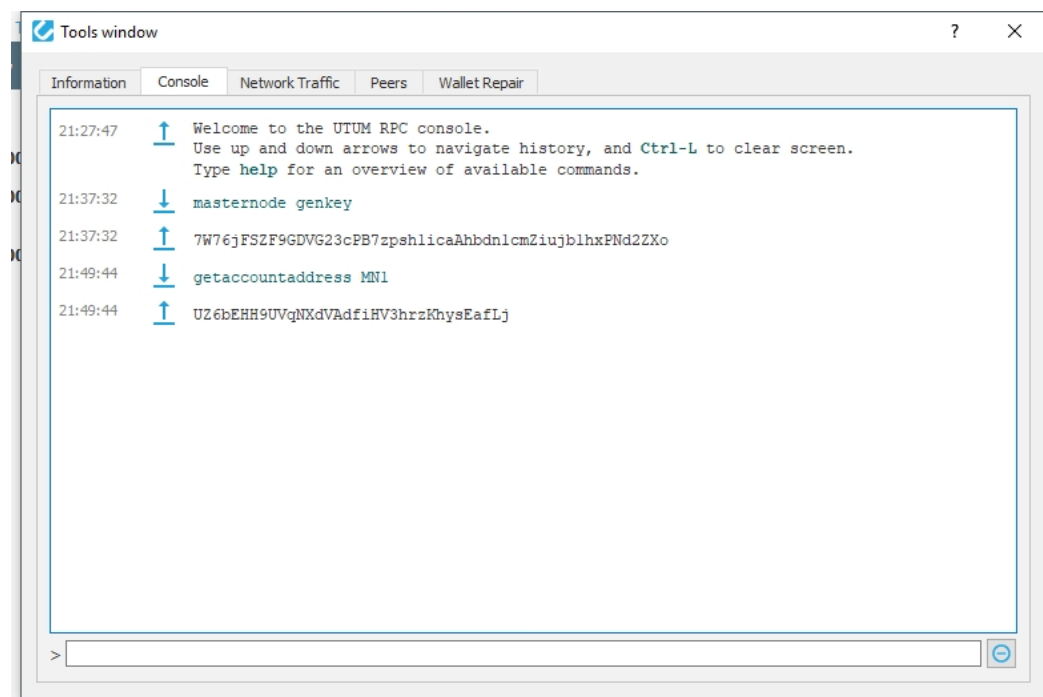 Tools window
?
Information Console Network Traffic Peers Wallet Repair
21:27:47 Welcome to the UTUM RPC console.
Use up and down arrows to navigate history, and Ctrl-L to clear screen.
Type help for an overview of available commands.
21:37:32 masternode genkey
21:37:32 7W76jFSZF9GDVG23cPB7zpshlicaAhbdnlcmZiujblhxPNd2ZXo
21:49:44 getaccountaddress MN1
21:49:44 UZ6bEHH9UVqNXdVAdfiHV3hrzKhysEafLj
>